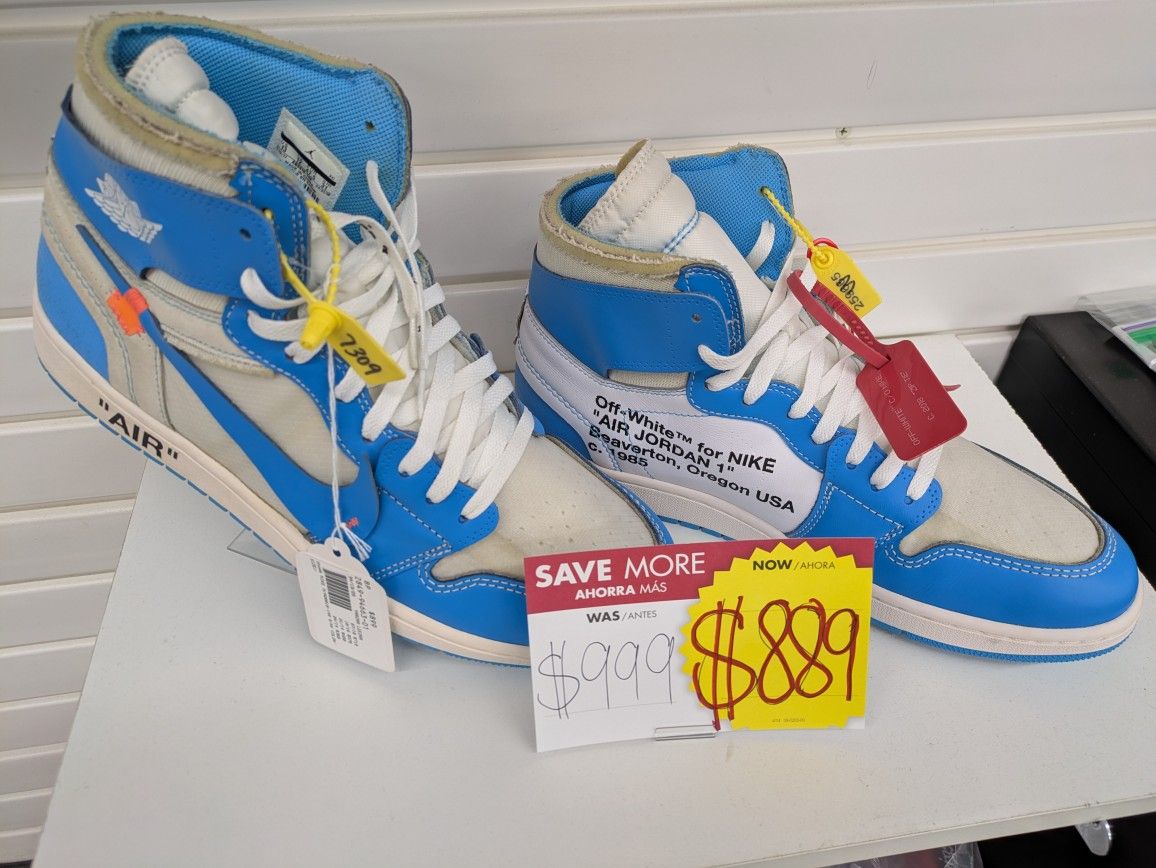 "AIR"
7309
Off-White™ for NIKE
"AIR JORDAN 1"
Beaverton, Oregon USA
c. 1985
SAVE MORE
AHORRA MÁS
WAS/ANTES
$999
NOW/AHORA
$889
$899